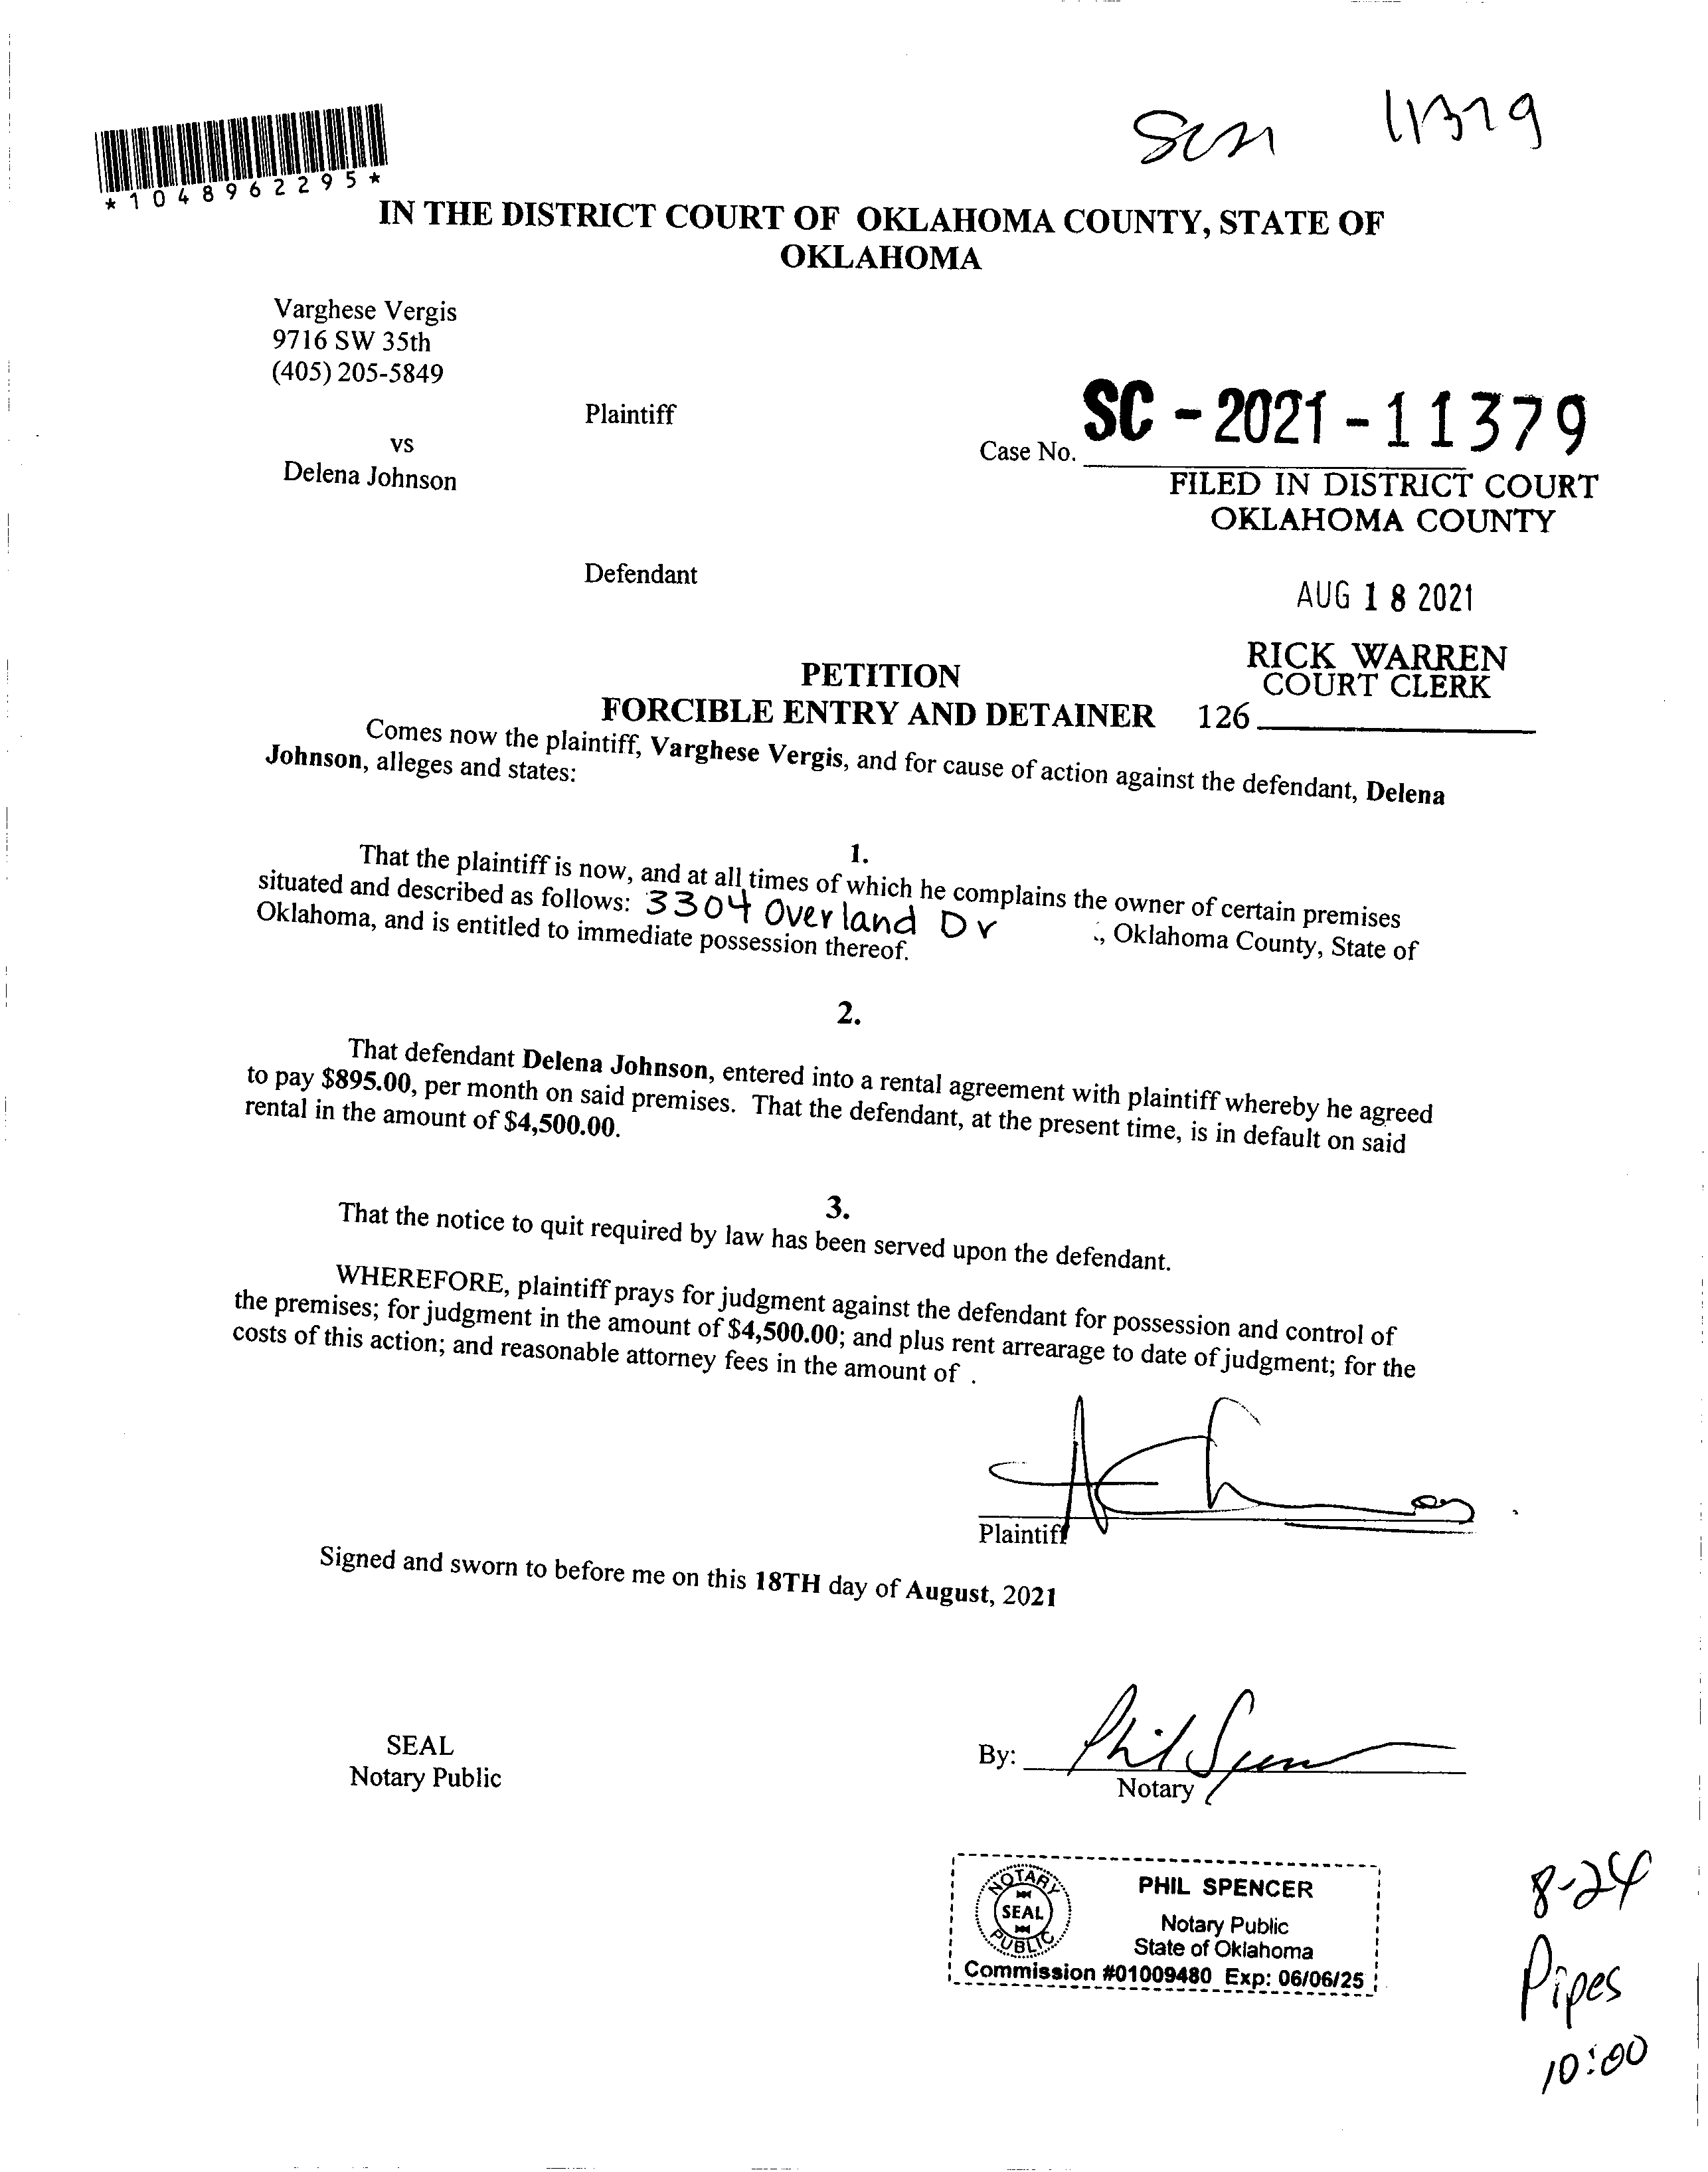 11379
*1048962295*
IN THE DISTRICT COURT OF OKLAHOMA COUNTY, STATE OF
OKLAHOMA
Varghese Vergis
9716 SW 35th
(405) 205-5849
Plaintiff
vs
Delena Johnson
Case No. SC - 2021 - 11379
FILED IN DISTRICT COURT
OKLAHOMA COUNTY
Defendant
AUG 18 2021
RICK WARREN
COURT CLERK
126
PETITION
FORCIBLE ENTRY AND DETAINER
Comes now the plaintiff, Varghese Vergis, and for cause of action against the defendant, Delena
Johnson, alleges and states:
1.
That the plaintiff is now, and at all times of which he complains the owner of certain premises
situated and described as follows: 3304 Overland Dr ., Oklahoma County, State of
Oklahoma, and is entitled to immediate possession thereof.
2.
That defendant Delena Johnson, entered into a rental agreement with plaintiff whereby he agreed
to pay $895.00, per month on said premises. That the defendant, at the present time, is in default on said
rental in the amount of $4,500.00.
3.
That the notice to quit required by law has been served upon the defendant.
WHEREFORE, plaintiff prays for judgment against the defendant for possession and control of
the premises; for judgment in the amount of $4,500.00; and plus rent arrearage to date of judgment; for the
costs of this action; and reasonable attorney fees in the amount of .
Plaintiff
Signed and sworn to before me on this 18TH day of August, 2021
SEAL
Notary Public
By: Phil Spencer
Notary
NOTARY
SEAL
PUBLIC
PHIL SPENCER
Notary Public
State of Oklahoma
Commission #01009480 Exp: 06/06/25
8-24
Pipes
10:00